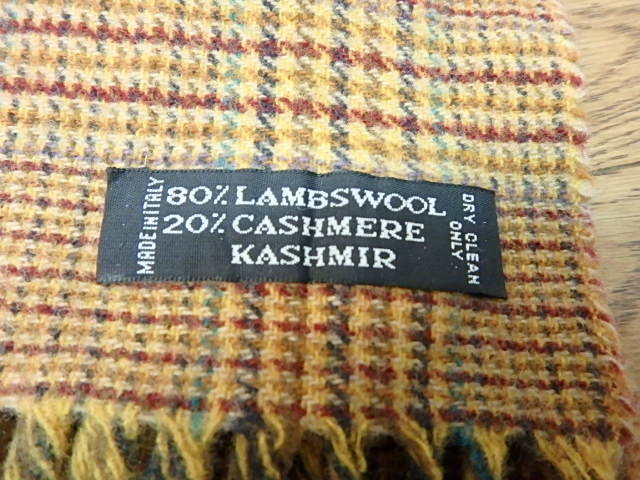 MADE IN ITALY
80% LAMBSWOOL
20% CASHMERE
KASHMIR
DRY CLEAN
ONLY